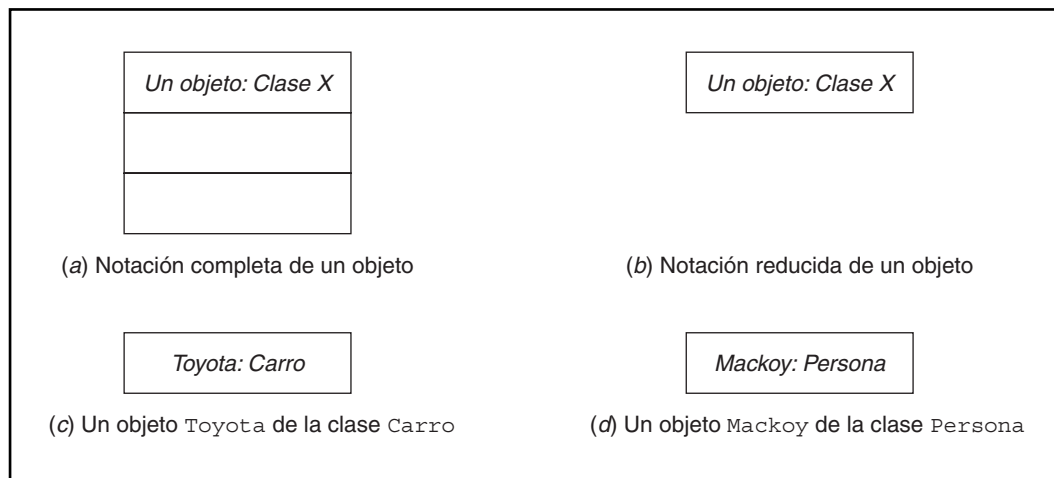 Un objeto: Clase X
Un objeto: Clase X
(a) Notación completa de un objeto
(b) Notación reducida de un objeto
Toyota: Carro
Mackoy: Persona
(c) Un objeto Toyota de la clase Carro
(d) Un objeto Mackoy de la clase Persona